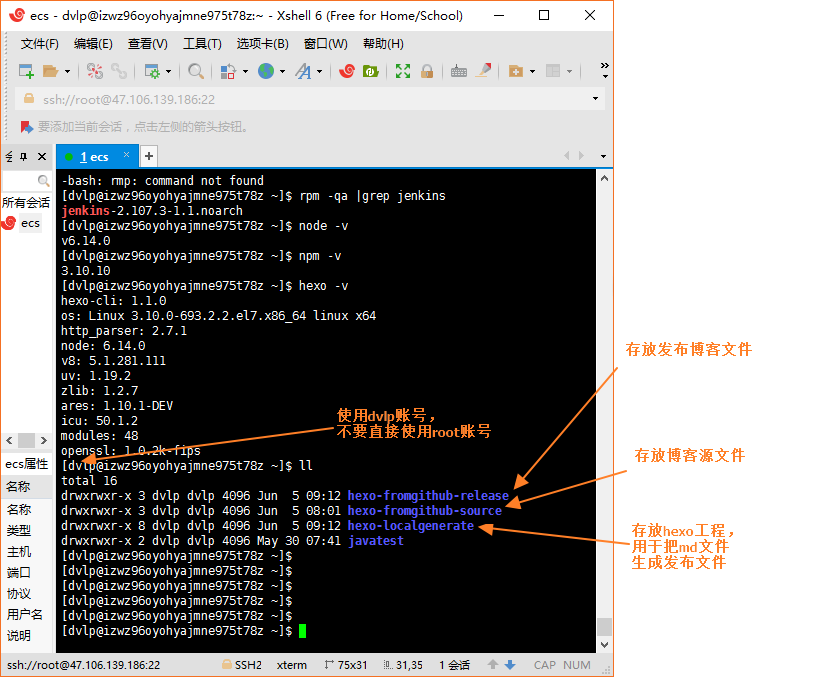 ecs - dvlp@izwz96oyohyajmne975t78z:~ - Xshell 6 (Free for Home/School)
文件(F) 编辑(E) 查看(V) 工具(T) 选项卡(B) 窗口(W) 帮助(H)
ssh://root@47.106.139.186:22
要添加当前会话，点击左侧的箭头按钮。
1 ecs
所有会话
ecs
-bash: rmp: command not found
[dvlp@izwz96oyohyajmne975t78z ~]$ rpm -qa |grep jenkins
jenkins-2.107.3-1.1.noarch
[dvlp@izwz96oyohyajmne975t78z ~]$ node -v
v6.14.0
[dvlp@izwz96oyohyajmne975t78z ~]$ npm -v
3.10.10
[dvlp@izwz96oyohyajmne975t78z ~]$ hexo -v
hexo-cli: 1.1.0
os: Linux 3.10.0-693.2.2.el7.x86_64 linux x64
http_parser: 2.7.1
node: 6.14.0
v8: 5.1.281.111
uv: 1.19.2
zlib: 1.2.7
ares: 1.10.1-DEV
icu: 50.1.2
modules: 48
openssl: 1.0.2k-fips
[dvlp@izwz96oyohyajmne975t78z ~]$ ll
total 16
drwxrwxr-x 3 dvlp dvlp 4096 Jun  5 09:12 hexo-fromgithub-release
drwxrwxr-x 3 dvlp dvlp 4096 Jun  5 08:01 hexo-fromgithub-source
drwxrwxr-x 8 dvlp dvlp 4096 Jun  5 09:12 hexo-localgenerate
drwxrwxr-x 2 dvlp dvlp 4096 May 30 07:41 javatest
[dvlp@izwz96oyohyajmne975t78z ~]$
[dvlp@izwz96oyohyajmne975t78z ~]$
[dvlp@izwz96oyohyajmne975t78z ~]$
[dvlp@izwz96oyohyajmne975t78z ~]$
[dvlp@izwz96oyohyajmne975t78z ~]$
[dvlp@izwz96oyohyajmne975t78z ~]$
使用dvlp账号，
不要直接使用root账号
存放发布博客文件
存放博客源文件
存放hexo工程，
用于把md文件
生成发布文件
ecs属性
名称
名称
类型
主机
端口
协议
用户名
说明
ssh://root@47.106.139.186:22 SSH2 xterm 75x31 31,35 1 会话 CAP NUM